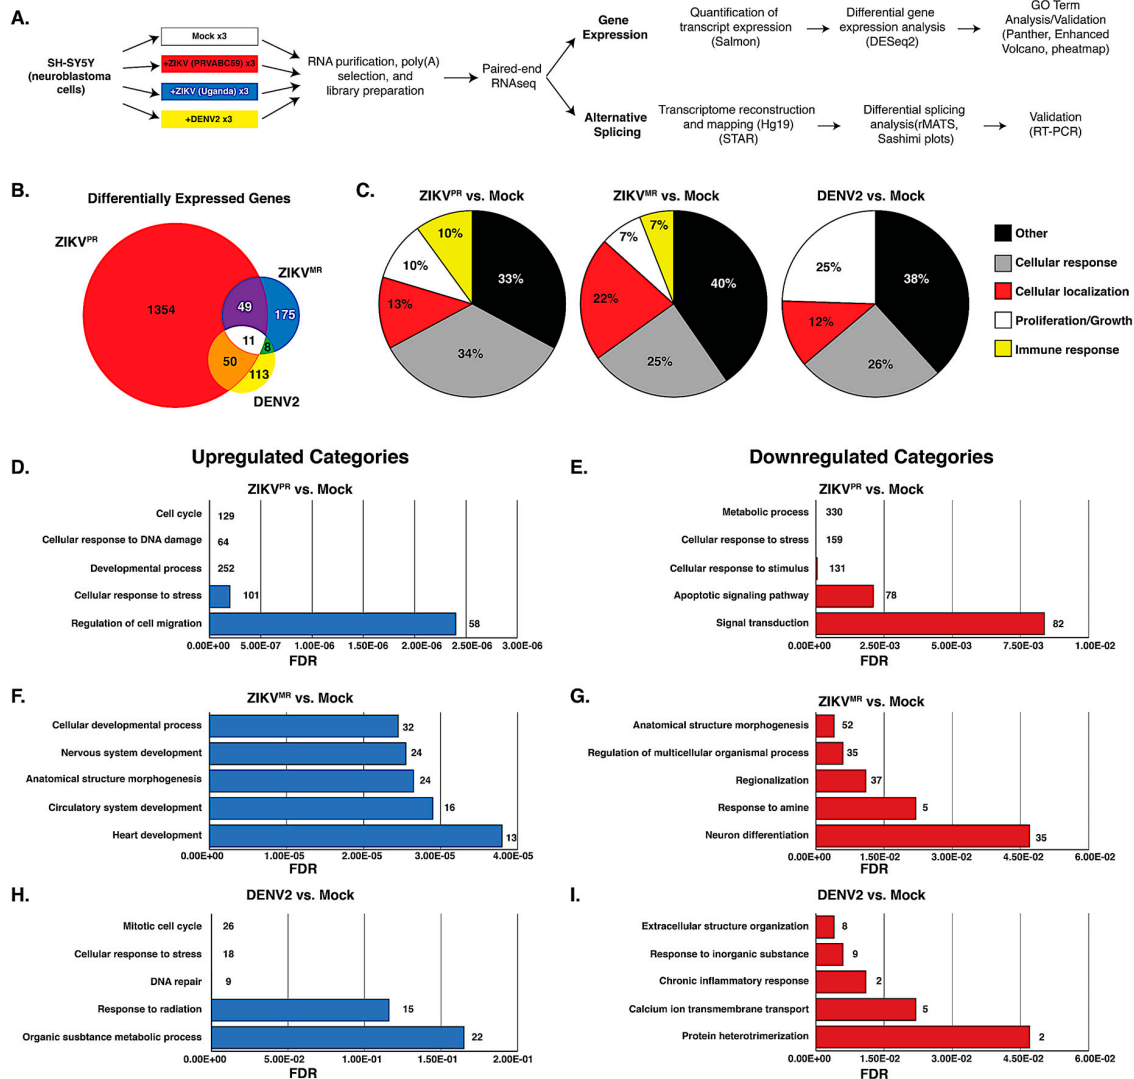 A.
SH-SY5Y
(neuroblastoma
cells)
Mock x3
+ZIKV (PRVABC59) x3
+ZIKV (Uganda) x3
+DENV2 x3
RNA purification, poly(A)
selection, and
library preparation
Paired-end
RNAseq
Gene
Expression
Quantification of
transcript expression
(Salmon)
Differential gene
expression analysis
(DESeq2)
GO Term
Analysis/Validation
(Panther, Enhanced
Volcano, pheatmap)
Alternative
Splicing
Transcriptome reconstruction
and mapping (Hg19)
(STAR)
Differential splicing
analysis(rMATS,
Sashimi plots)
Validation
(RT-PCR)
B.
Differentially Expressed Genes
ZIKVPR
ZIKVMR
1354
49
175
11
8
50
113
DENV2
C.
ZIKVPR vs. Mock
10%
33%
10%
13%
34%
ZIKVMR vs. Mock
7%
7%
40%
22%
25%
DENV2 vs. Mock
25%
38%
12%
26%
Other
Cellular response
Cellular localization
Proliferation/Growth
Immune response
Upregulated Categories
Downregulated Categories
D.
ZIKVPR vs. Mock
Cell cycle 129
Cellular response to DNA damage 64
Developmental process 252
Cellular response to stress 101
Regulation of cell migration 58
0.00E+00 5.00E-07 1.00E-06 1.50E-06 2.00E-06 2.50E-06 3.00E-06
FDR
E.
ZIKVPR vs. Mock
Metabolic process 330
Cellular response to stress 159
Cellular response to stimulus 131
Apoptotic signaling pathway 78
Signal transduction 82
0.00E+00 2.50E-03 5.00E-03 7.50E-03 1.00E-02
FDR
F.
ZIKVMR vs. Mock
Cellular developmental process 32
Nervous system development 24
Anatomical structure morphogenesis 24
Circulatory system development 16
Heart development 13
0.00E+00 1.00E-05 2.00E-05 3.00E-05 4.00E-05
FDR
G.
ZIKVMR vs. Mock
Anatomical structure morphogenesis 52
Regulation of multicellular organismal process 35
Regionalization 37
Response to amine 5
Neuron differentiation 35
0.00E+00 1.50E-02 3.00E-02 4.50E-02 6.00E-02
FDR
H.
DENV2 vs. Mock
Mitotic cell cycle 26
Cellular response to stress 18
DNA repair 9
Response to radiation 15
Organic susbtance metabolic process 22
0.00E+00 5.00E-02 1.00E-01 1.50E-01 2.00E-01
FDR
I.
DENV2 vs. Mock
Extracellular structure organization 8
Response to inorganic substance 9
Chronic inflammatory response 2
Calcium ion transmembrane transport 5
Protein heterotrimerization 2
0.00E+00 1.50E-02 3.00E-02 4.50E-02 6.00E-02
FDR